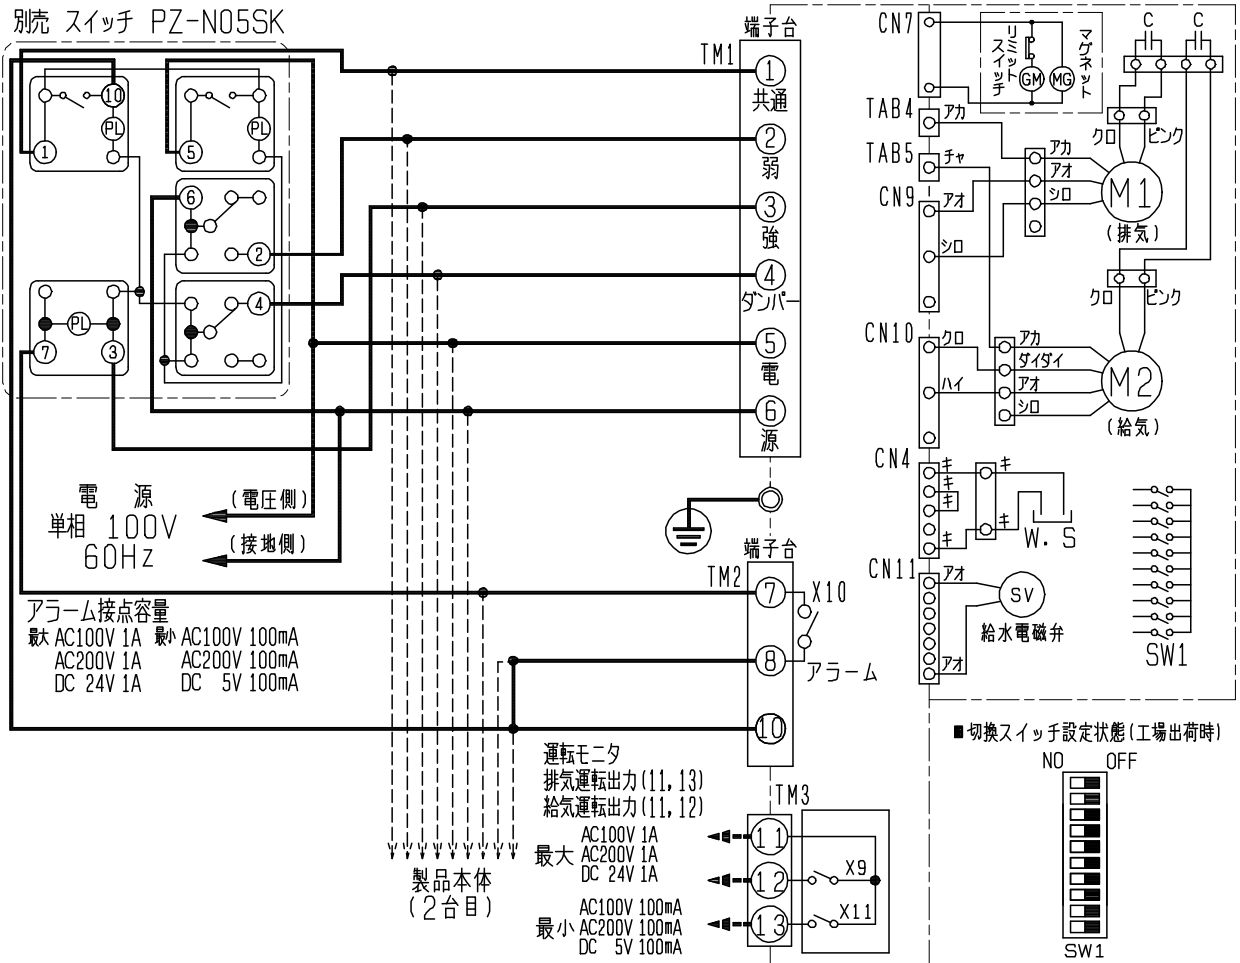 別売 スイッチ PZ-N05SK
端子台
TM1
1
共通
2
弱
3
強
4
ダンパー
5
電
6
源
10
PL
1
5
PL
6
2
4
PL
7
3
電 源
単相 100V
60Hz
(電圧側)
(接地側)
アラーム接点容量
最大 AC100V 1A 最小 AC100V 100mA
AC200V 1A AC200V 100mA
DC 24V 1A DC 5V 100mA
端子台
TM2
7
8
10
X10
アラーム
運転モニタ
排気運転出力(11,13)
給気運転出力(11,12)
最大
AC100V 1A
AC200V 1A
DC 24V 1A
最小
AC100V 100mA
AC200V 100mA
DC 5V 100mA
TM3
11
12
13
X9
X11
製品本体
(2台目)
CN7
リミット
スイッチ
マグネット
GM
MG
C
C
TAB4
アカ
TAB5
チャ
CN9
アオ
シロ
アカ
アオ
シロ
クロ
ピンク
M1
(排気)
クロ
ピンク
CN10
クロ
ハイ
アカ
ダイダイ
アオ
シロ
M2
(給気)
CN4
キ
キ
キ
キ
キ
キ
W.S
CN11
アオ
アオ
SV
給水電磁弁
SW1
■切換スイッチ設定状態(工場出荷時)
NO OFF
SW1